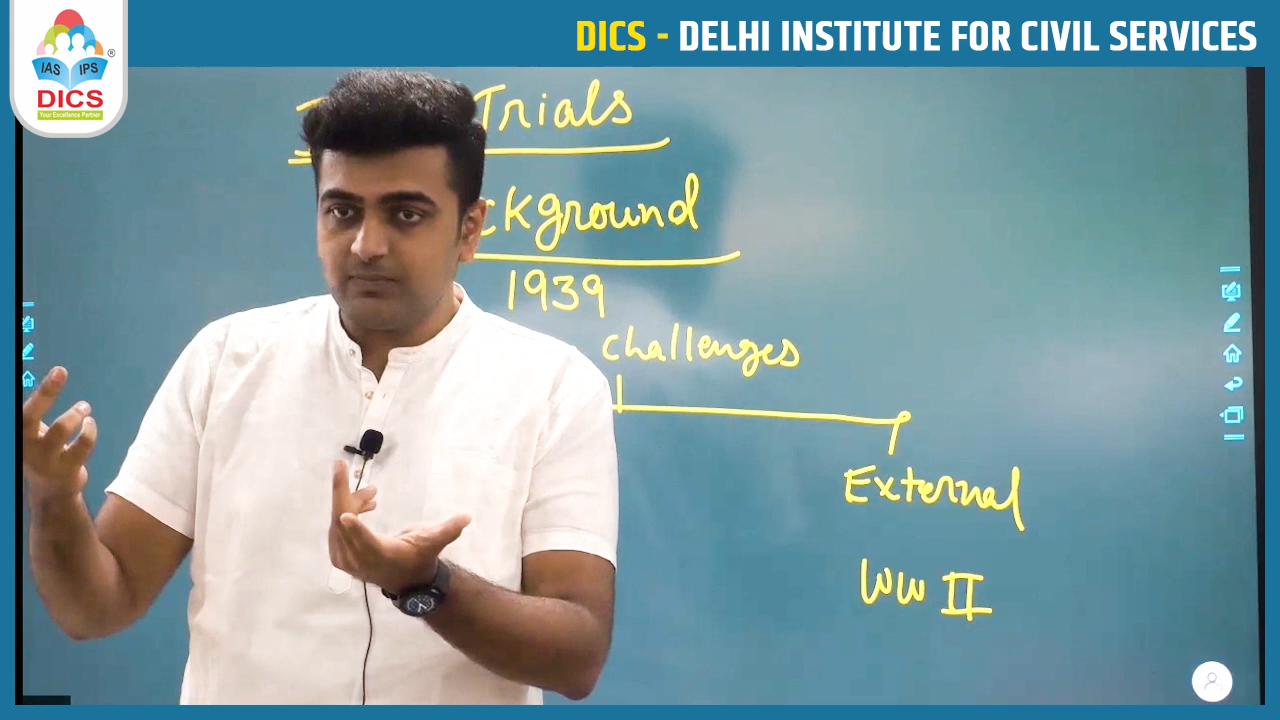 DICS - DELHI INSTITUTE FOR CIVIL SERVICES
IAS IPS
®
DICS
Your Excellence Partner
Trials
ckground
1939
challenges
External
WW II